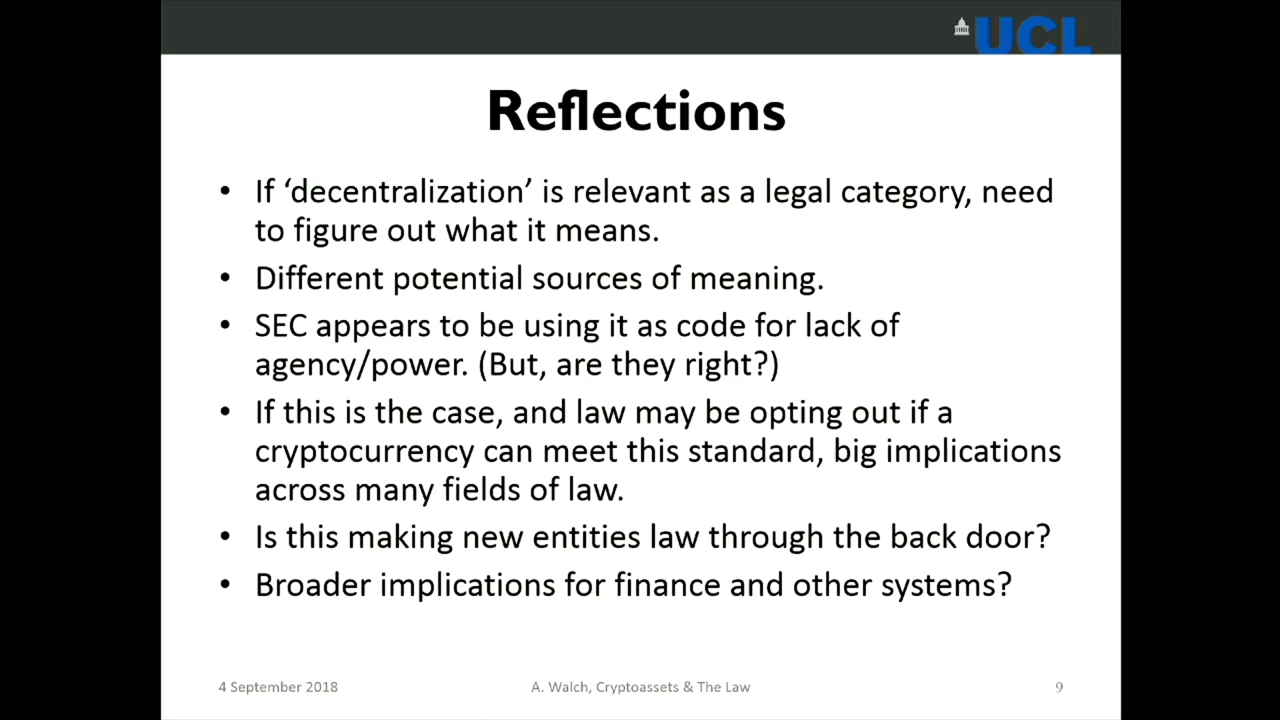 UCL
Reflections
• If ‘decentralization’ is relevant as a legal category, need
to figure out what it means.
• Different potential sources of meaning.
• SEC appears to be using it as code for lack of
agency/power. (But, are they right?)
• If this is the case, and law may be opting out if a
cryptocurrency can meet this standard, big implications
across many fields of law.
• Is this making new entities law through the back door?
• Broader implications for finance and other systems?
4 September 2018
A. Walch, Cryptoassets & The Law
9